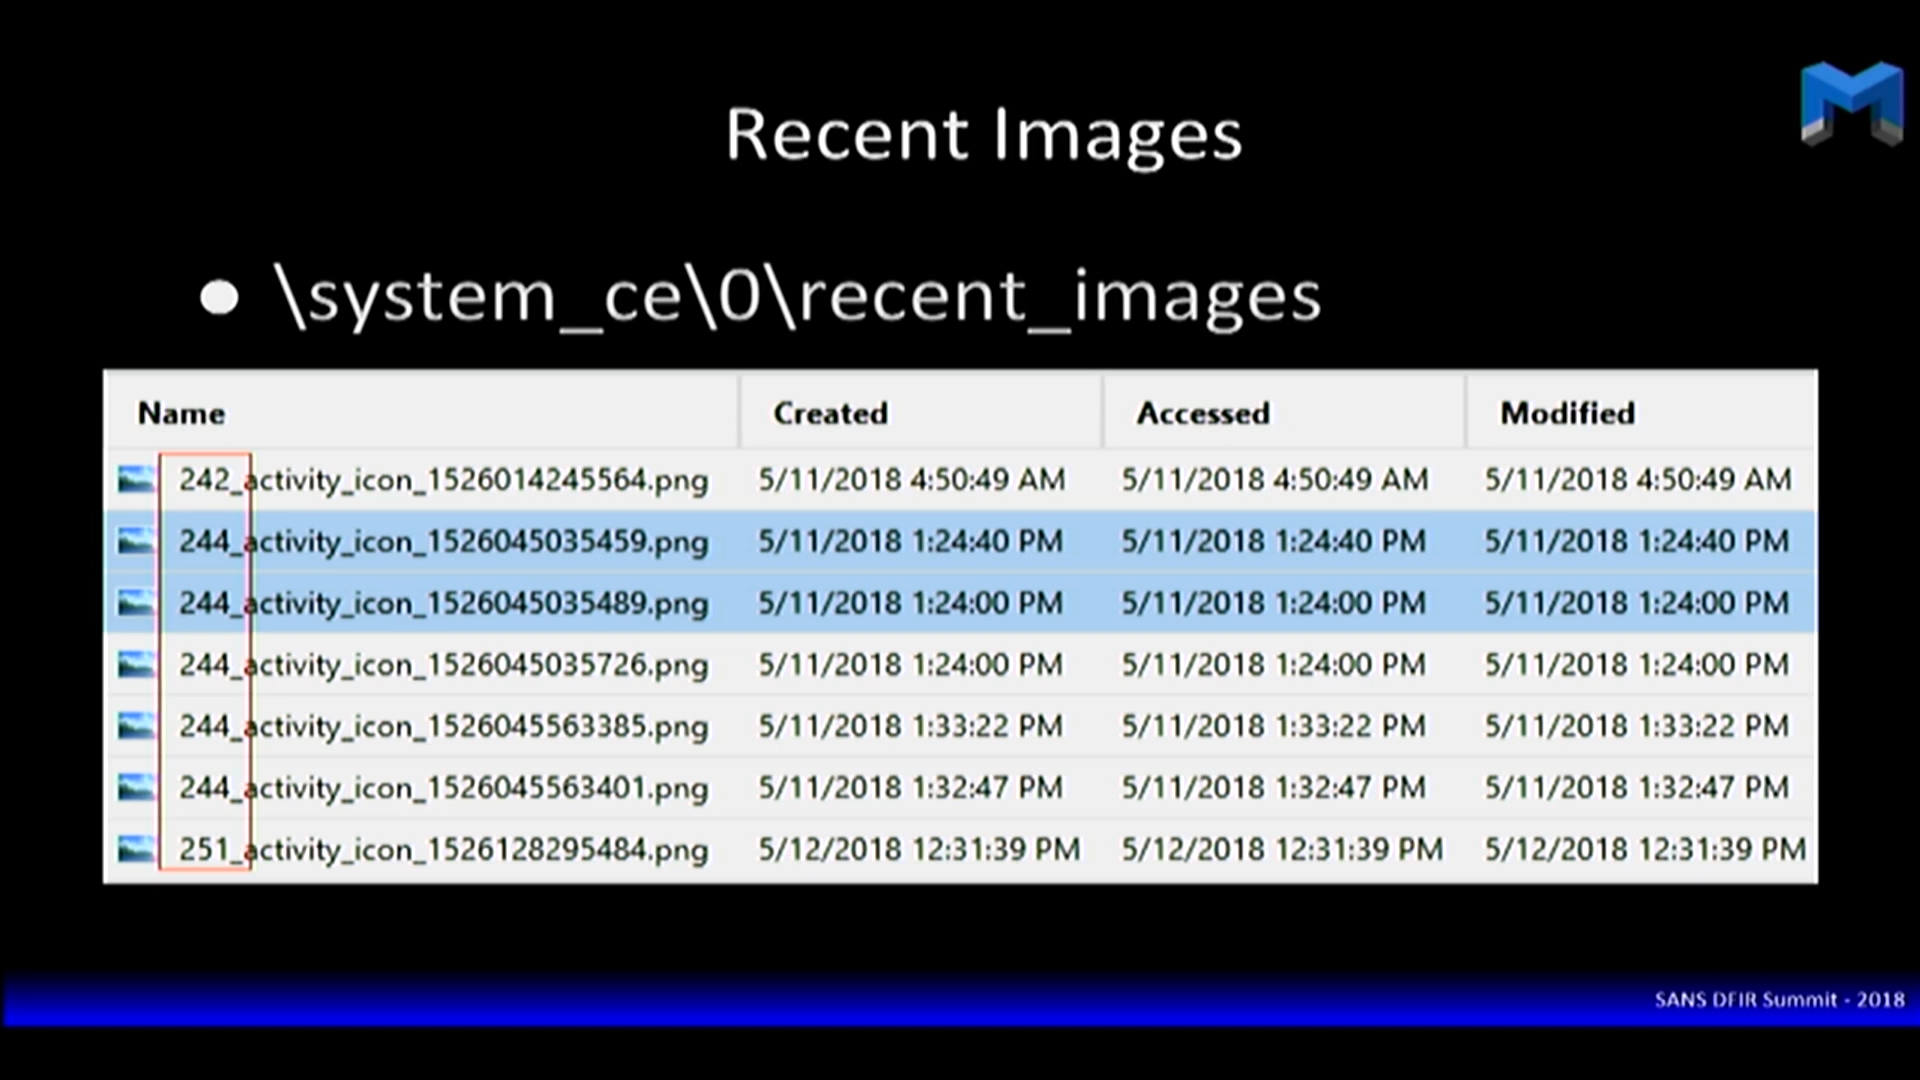 Recent Images
• \system_ce\0\recent_images
Name Created Accessed Modified
242_activity_icon_1526014245564.png 5/11/2018 4:50:49 AM 5/11/2018 4:50:49 AM 5/11/2018 4:50:49 AM
244_activity_icon_1526045035459.png 5/11/2018 1:24:40 PM 5/11/2018 1:24:40 PM 5/11/2018 1:24:40 PM
244_activity_icon_1526045035489.png 5/11/2018 1:24:00 PM 5/11/2018 1:24:00 PM 5/11/2018 1:24:00 PM
244_activity_icon_1526045035726.png 5/11/2018 1:24:00 PM 5/11/2018 1:24:00 PM 5/11/2018 1:24:00 PM
244_activity_icon_1526045563385.png 5/11/2018 1:33:22 PM 5/11/2018 1:33:22 PM 5/11/2018 1:33:22 PM
244_activity_icon_1526045563401.png 5/11/2018 1:32:47 PM 5/11/2018 1:32:47 PM 5/11/2018 1:32:47 PM
251_activity_icon_1526128295484.png 5/12/2018 12:31:39 PM 5/12/2018 12:31:39 PM 5/12/2018 12:31:39 PM
SANS DFIR Summit - 2018